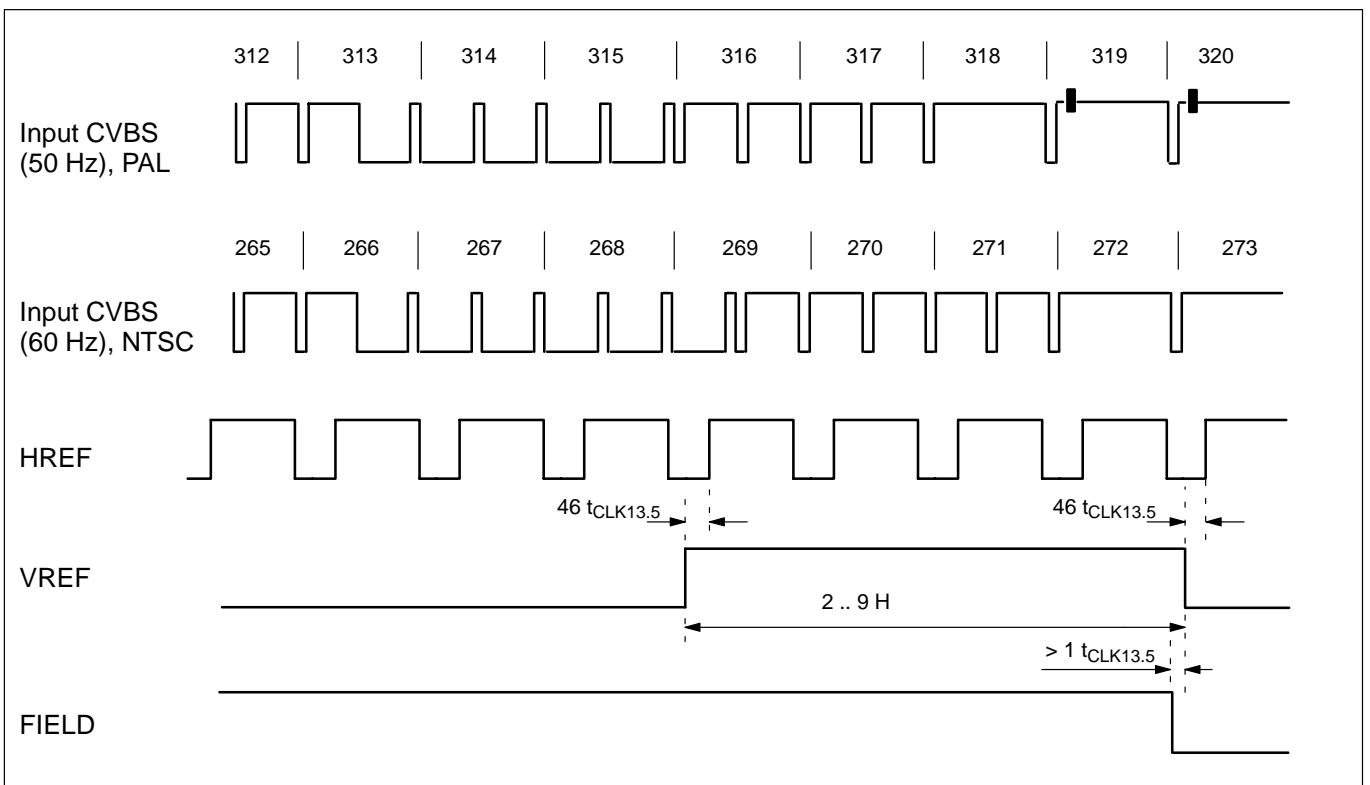 312 313 314 315 316 317 318 319 320
Input CVBS
(50 Hz), PAL
265 266 267 268 269 270 271 272 273
Input CVBS
(60 Hz), NTSC
HREF
46 tCLK13.5 46 tCLK13.5
VREF
2 .. 9 H
> 1 tCLK13.5
FIELD